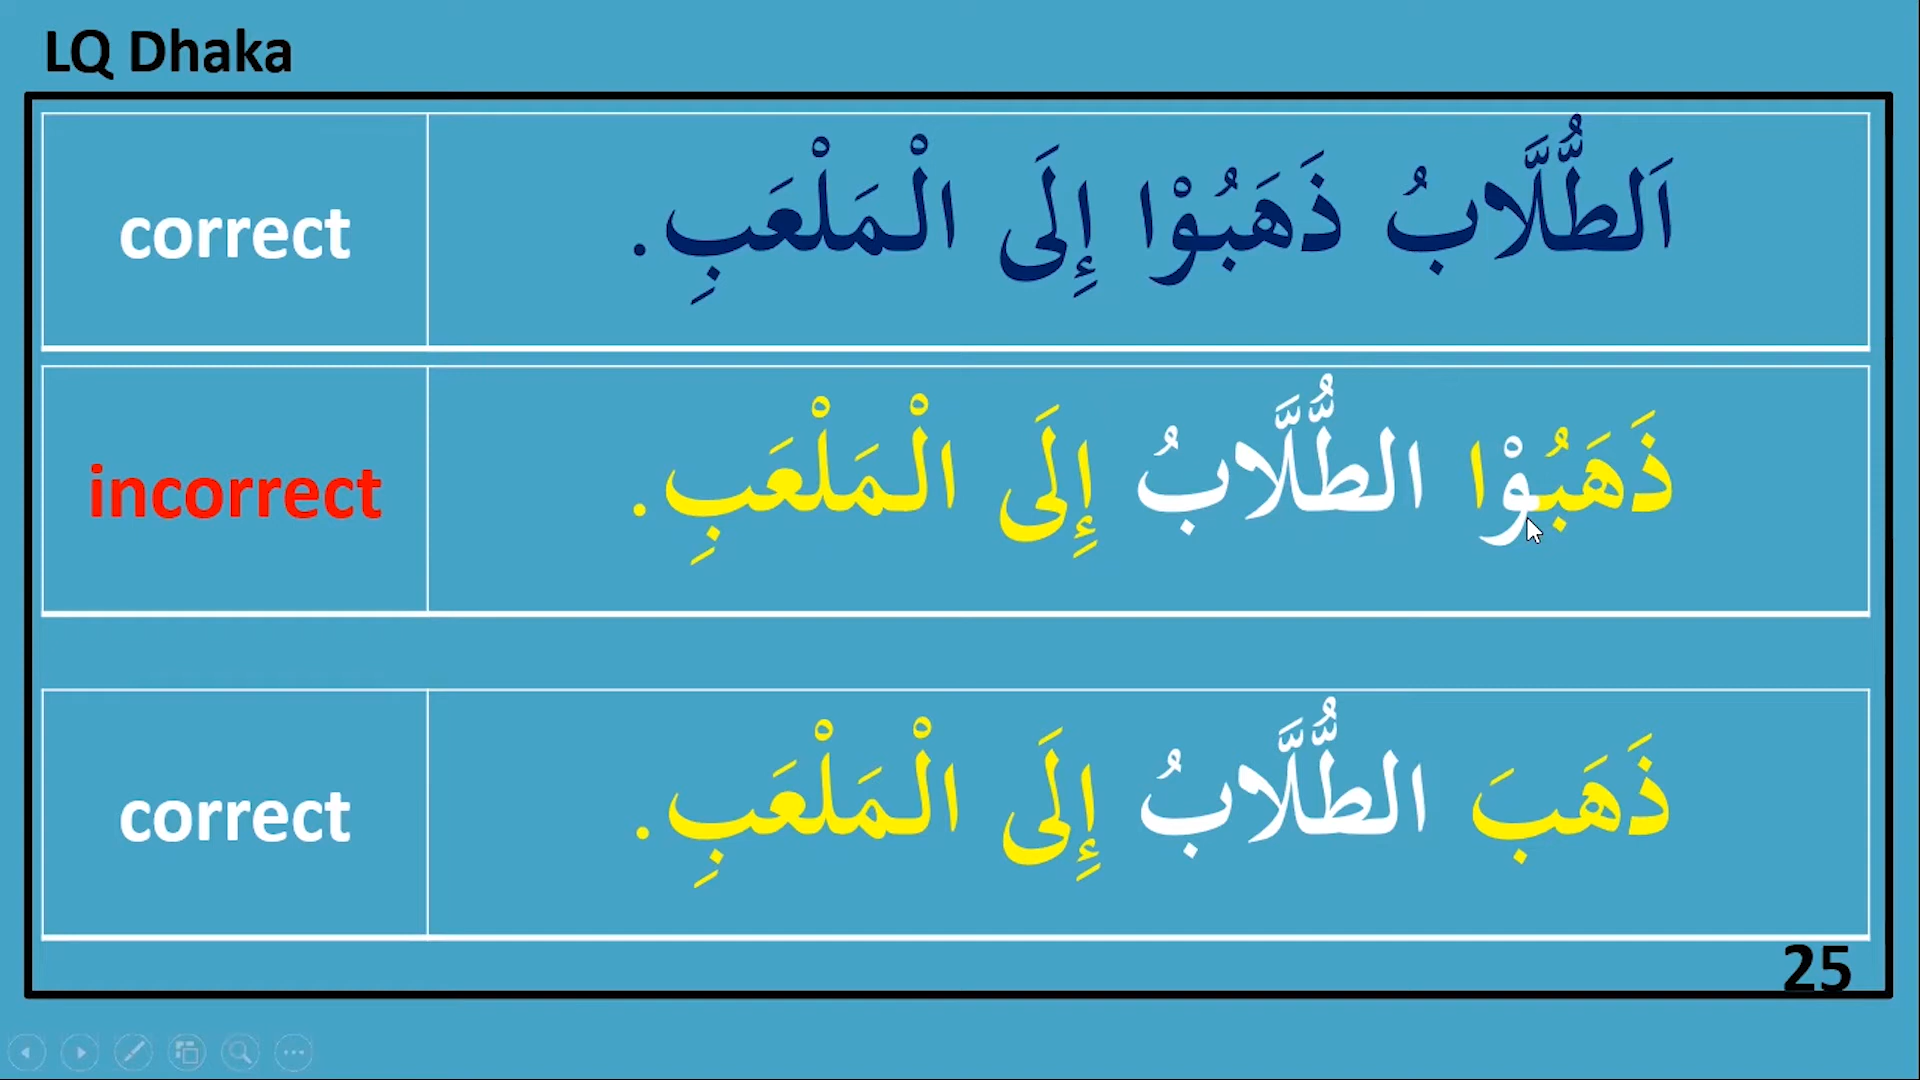 LQ Dhaka
correct
اَلطُّلَّابُ ذَهَبُوْا إِلَى الْمَلْعَبِ.
incorrect
ذَهَبُوْا الطُّلَّابُ إِلَى الْمَلْعَبِ.
correct
ذَهَبَ الطُّلَّابُ إِلَى الْمَلْعَبِ.
25